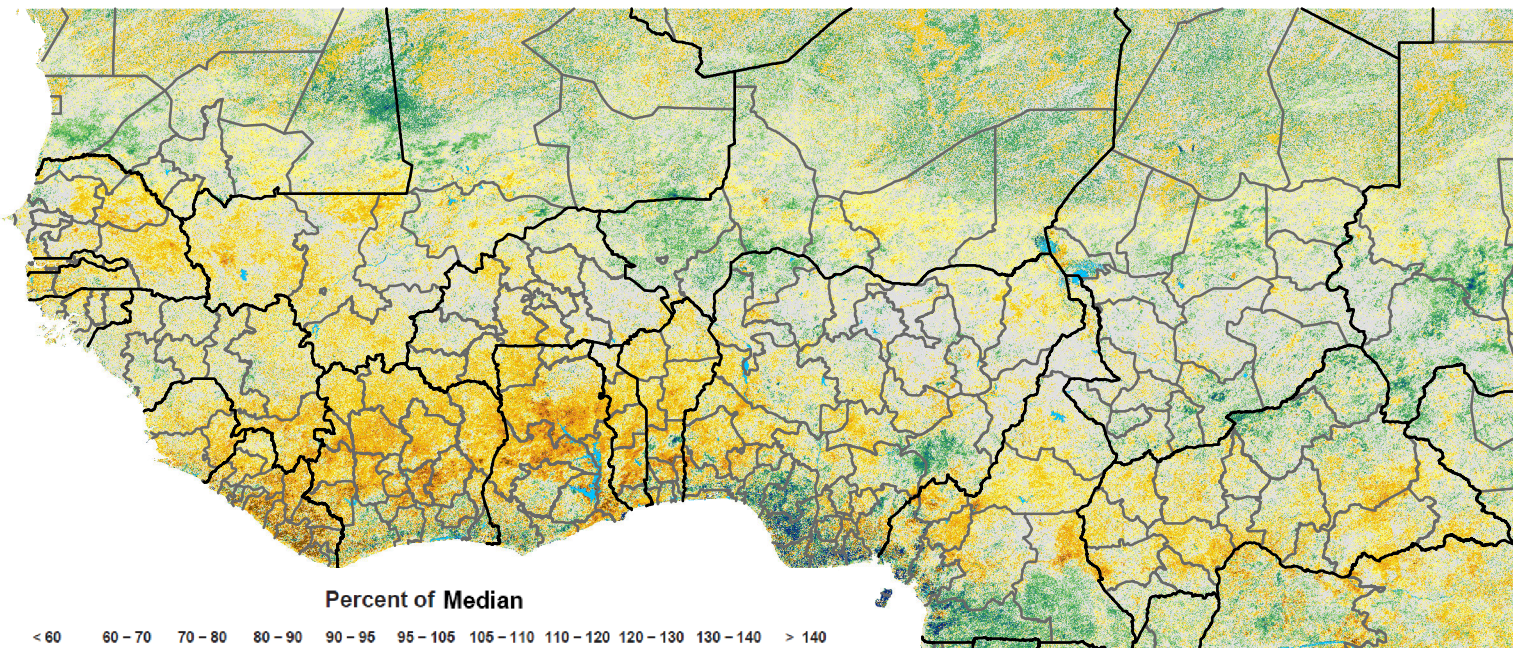 Percent of Median
< 60 60 – 70 70 – 80 80 – 90 90 – 95 95 – 105 105 – 110 110 – 120 120 – 130 130 – 140 > 140